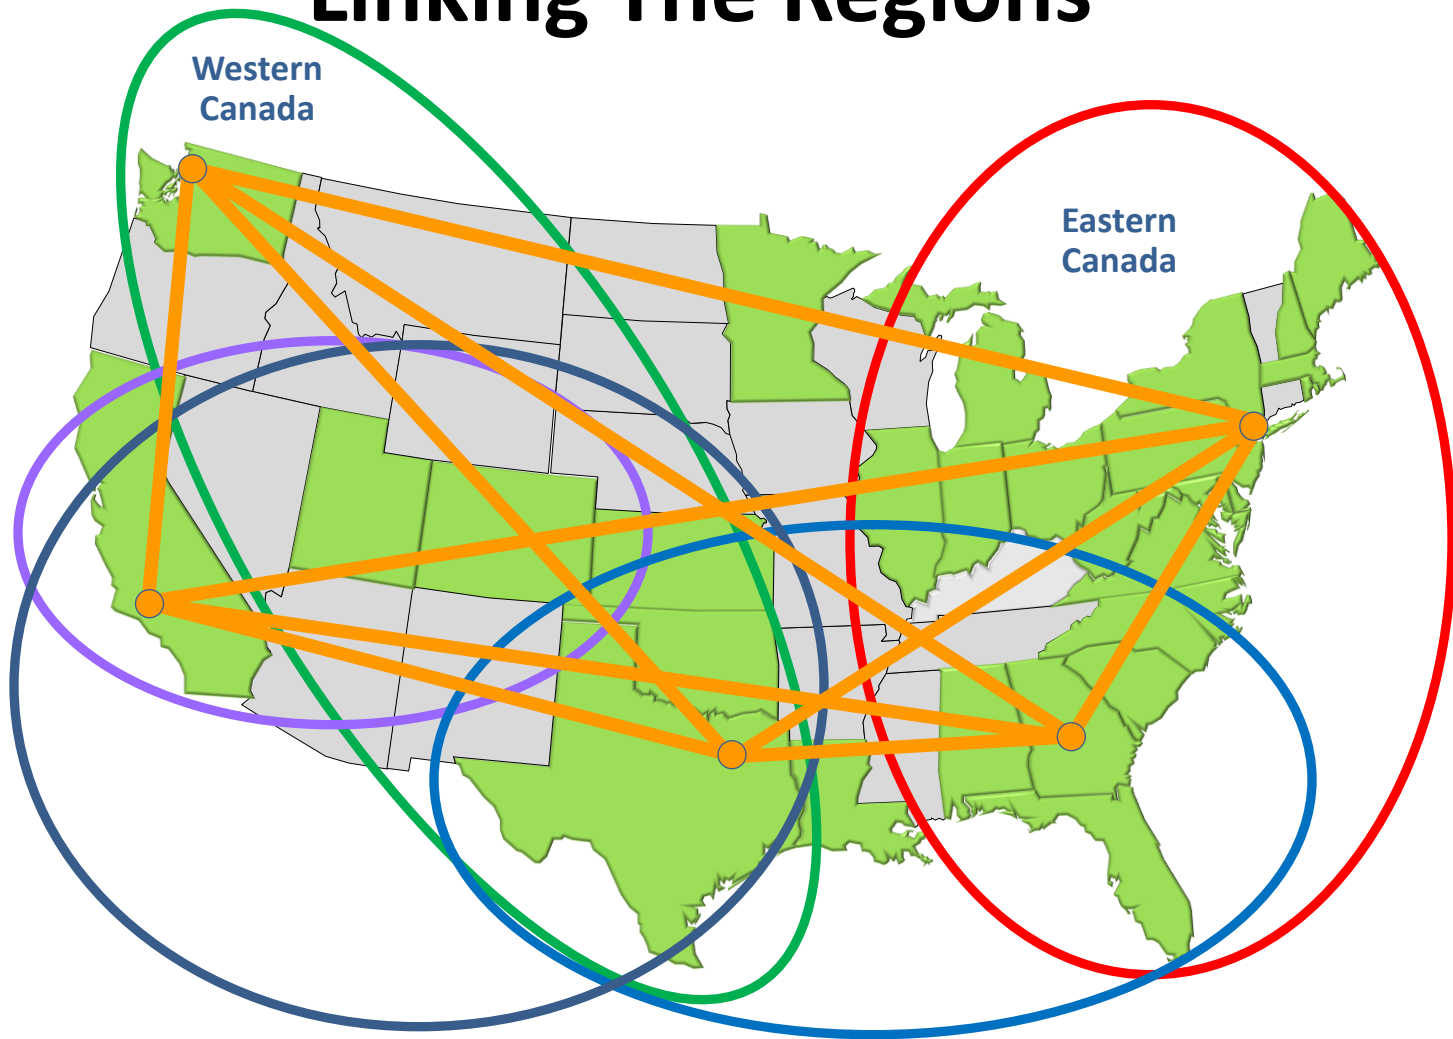 Linking The Regions
Western
Canada
Eastern
Canada